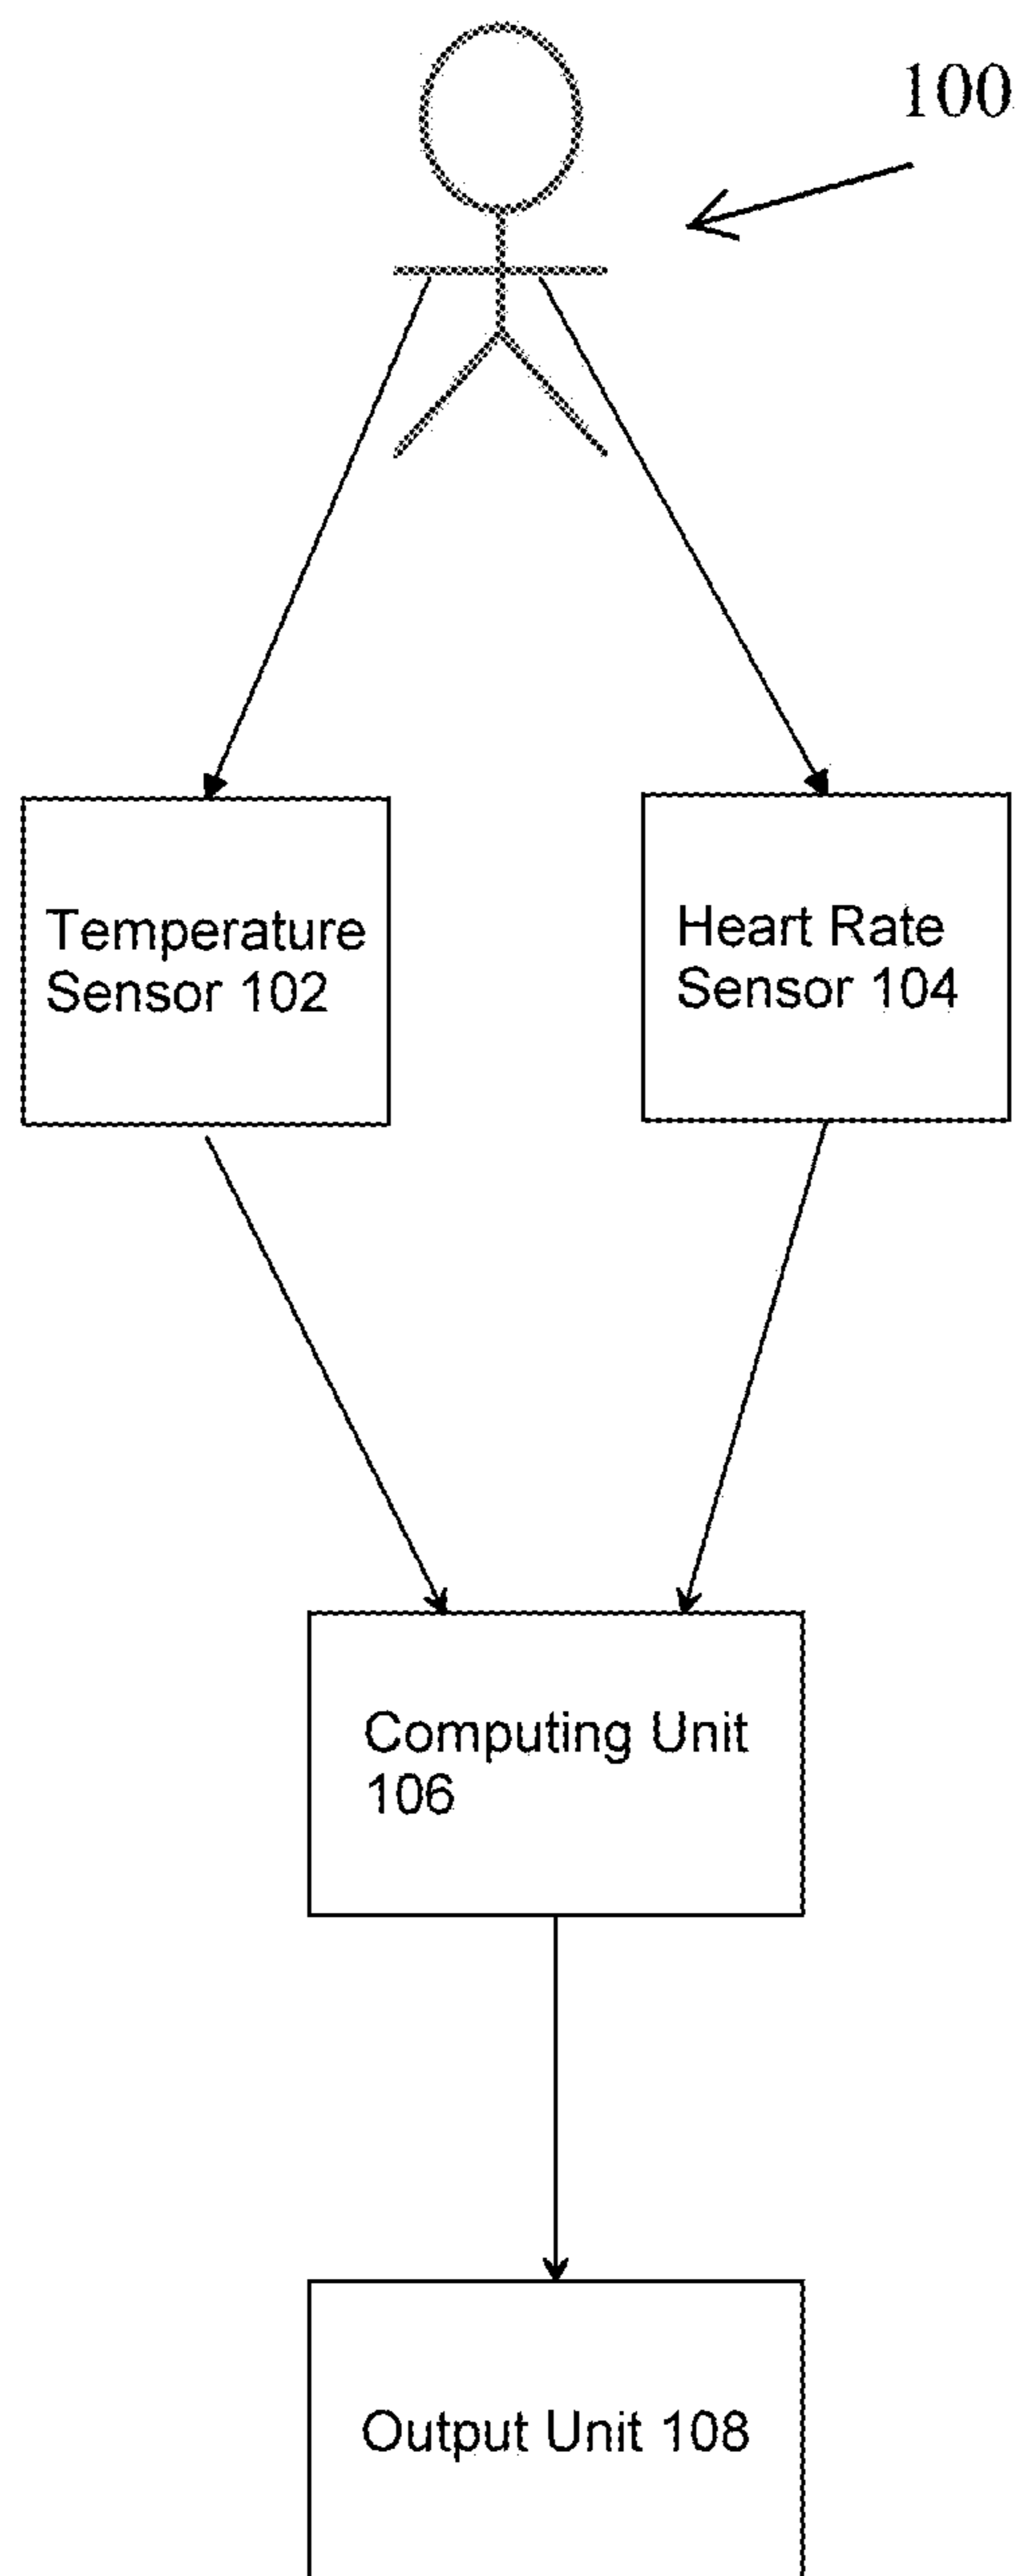 100
Temperature
Sensor 102
Heart Rate
Sensor 104
Computing Unit
106
Output Unit 108